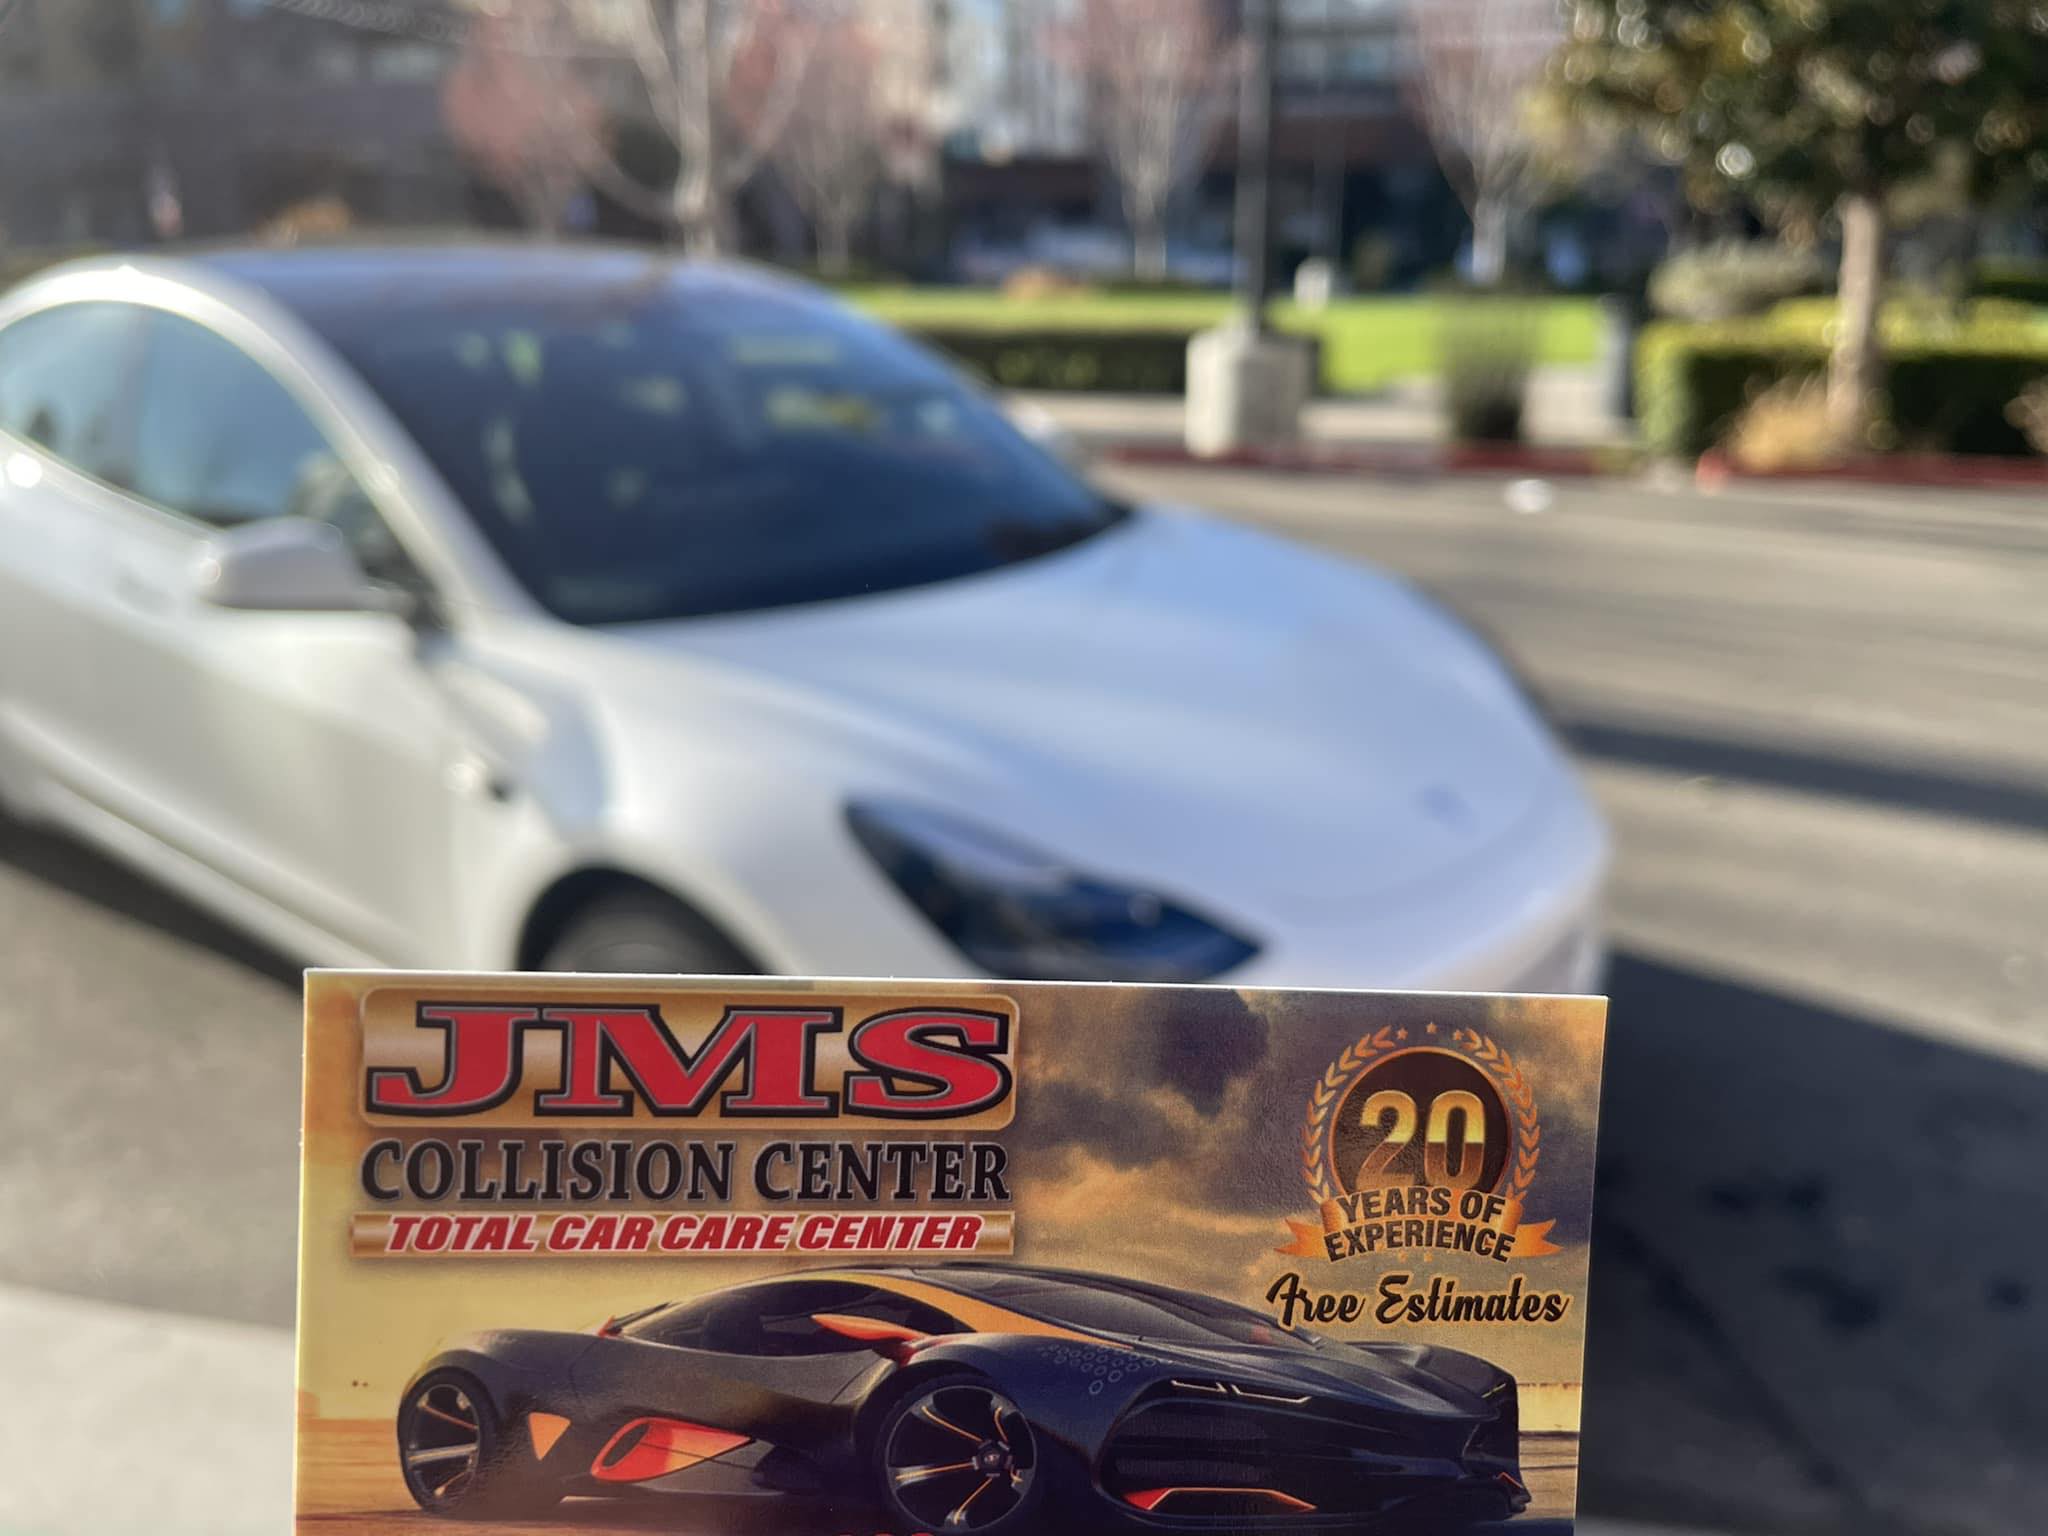 JMS
COLLISION CENTER
TOTAL CAR CARE CENTER
20
YEARS OF
EXPERIENCE
Free Estimates